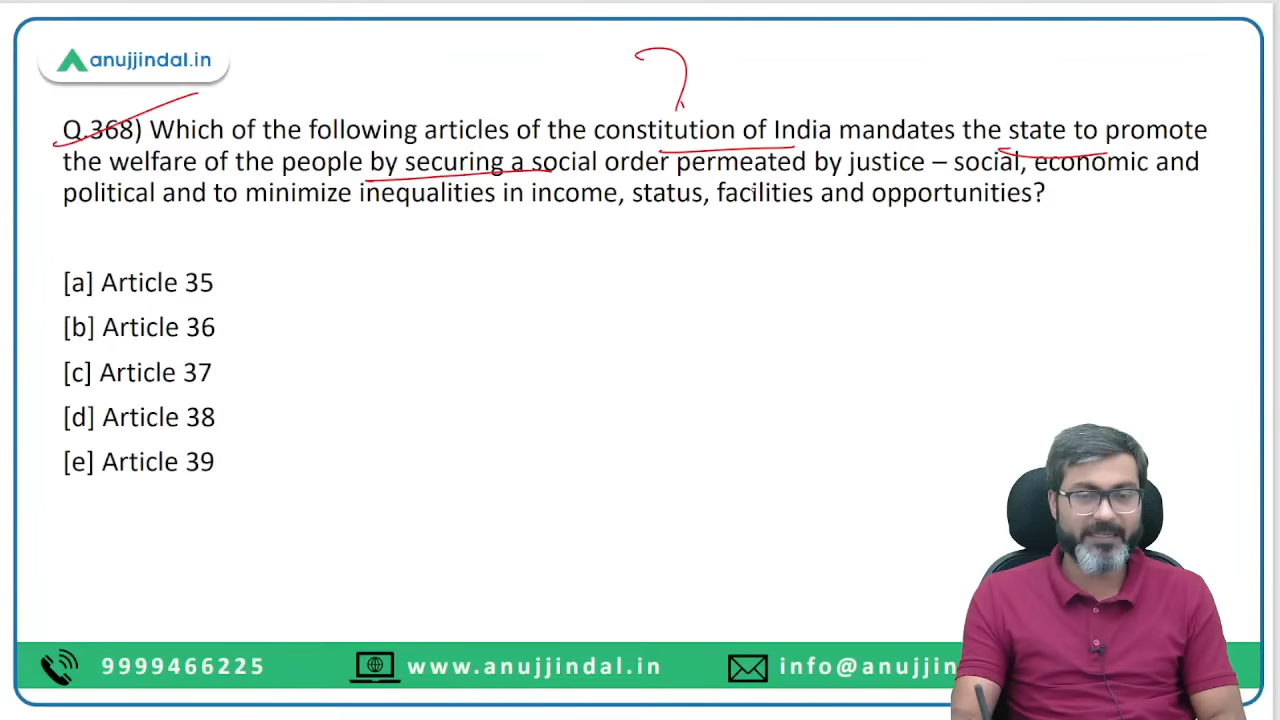 anujjindal.in
Q.368) Which of the following articles of the constitution of India mandates the state to promote
the welfare of the people by securing a social order permeated by justice – social, economic and
political and to minimize inequalities in income, status, facilities and opportunities?
[a] Article 35
[b] Article 36
[c] Article 37
[d] Article 38
[e] Article 39
9999466225 www.anujjindal.in info@anujjin